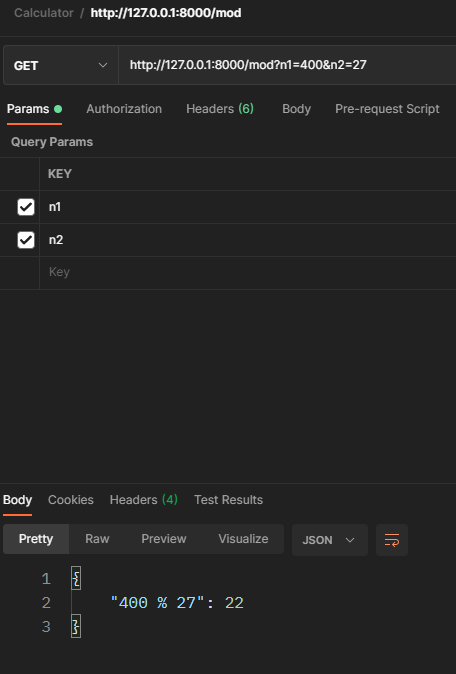 Calculator / http://127.0.0.1:8000/mod
GET http://127.0.0.1:8000/mod?n1=400&n2=27
Params Authorization Headers (6) Body Pre-request Script
Query Params
KEY
n1
n2
Key
Body Cookies Headers (4) Test Results
Pretty Raw Preview Visualize JSON
1 {
2 "400 % 27": 22
3 }